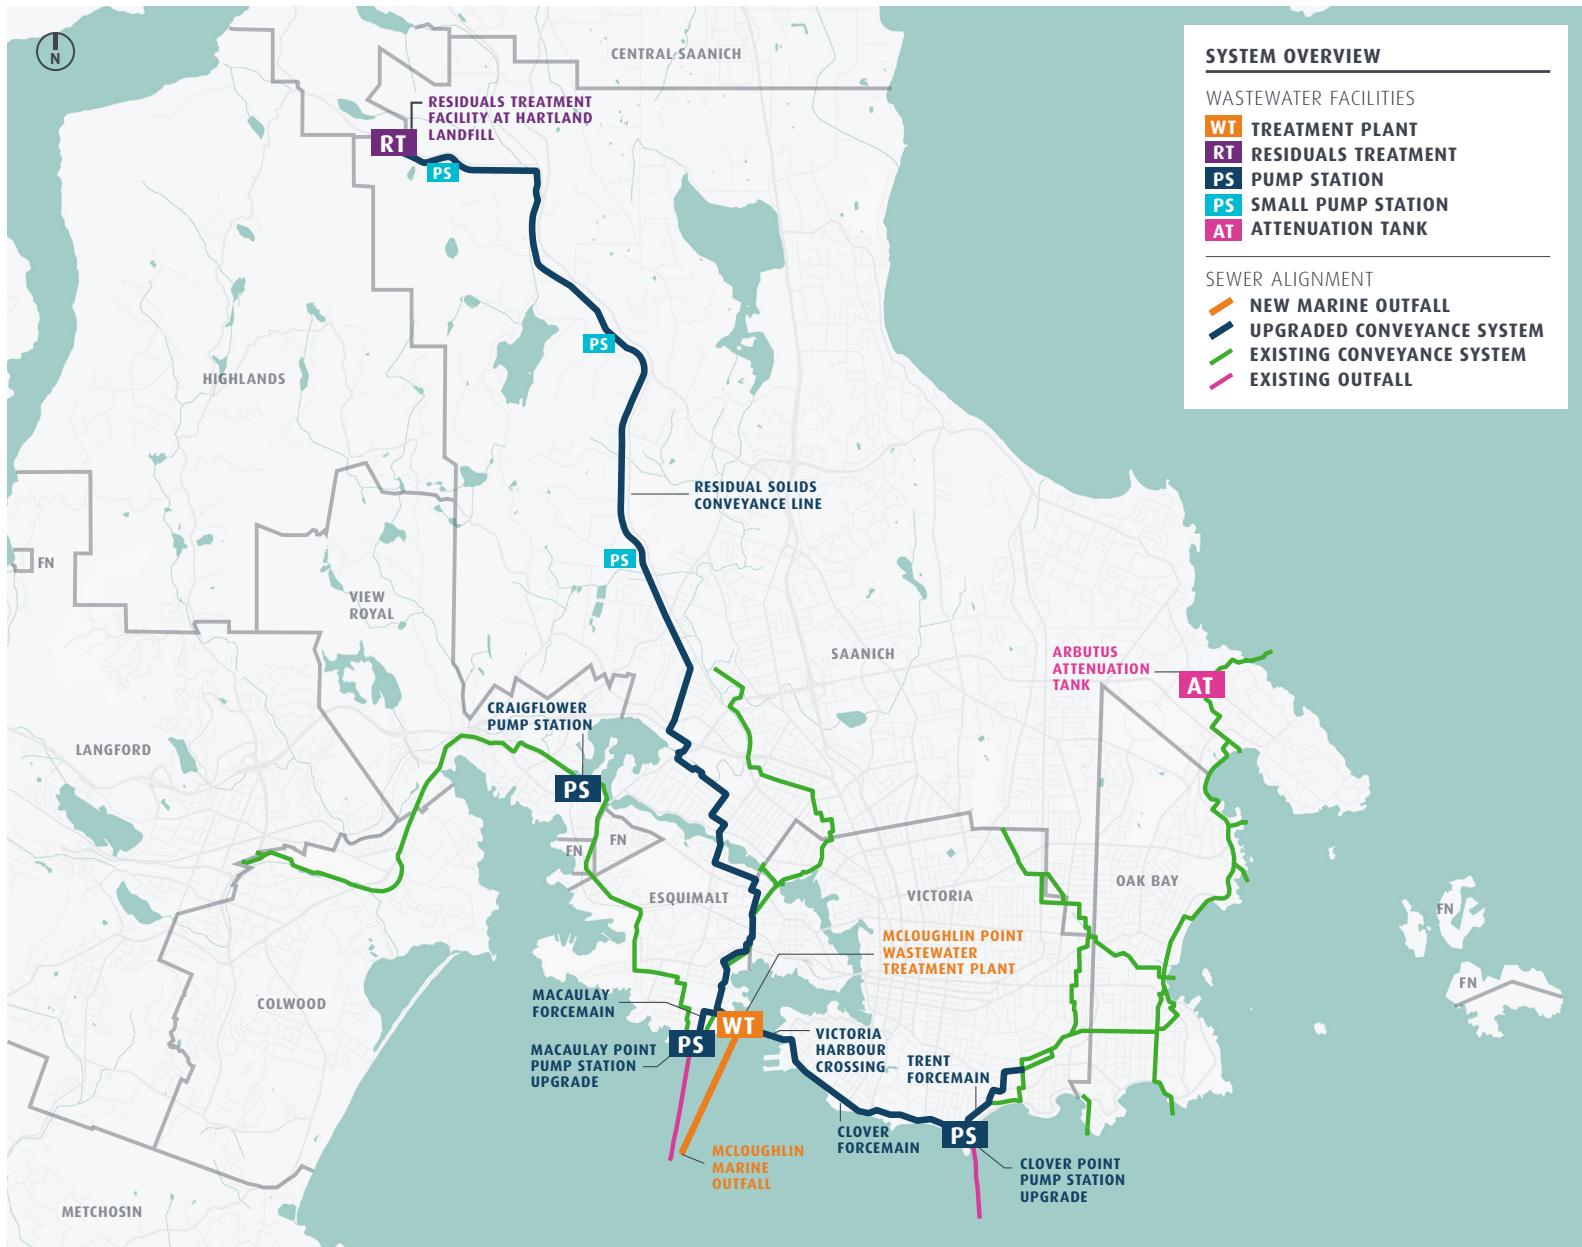 N
CENTRAL SAANICH
SYSTEM OVERVIEW
WASTEWATER FACILITIES
WT TREATMENT PLANT
RT RESIDUALS TREATMENT
PS PUMP STATION
PS SMALL PUMP STATION
AT ATTENUATION TANK
SEWER ALIGNMENT
NEW MARINE OUTFALL
UPGRADED CONVEYANCE SYSTEM
EXISTING CONVEYANCE SYSTEM
EXISTING OUTFALL
RESIDUALS TREATMENT
FACILITY AT HARTLAND
LANDFILL
RT
PS
PS
HIGHLANDS
RESIDUAL SOLIDS
CONVEYANCE LINE
PS
FN
VIEW
ROYAL
SAANICH
ARBUTUS
ATTENUATION
TANK
AT
CRAIGFLOWER
PUMP STATION
LANGFORD
PS
FN
FN
ESQUIMALT
VICTORIA
OAK BAY
FN
MCLOUGHLIN POINT
WASTEWATER
TREATMENT PLANT
FN
COLWOOD
MACAULAY
FORCEMAIN
WT
PS
MACAULAY POINT
PUMP STATION
UPGRADE
VICTORIA
HARBOUR
CROSSING
TRENT
FORCEMAIN
CLOVER
FORCEMAIN
PS
MCLOUGHLIN
MARINE
OUTFALL
CLOVER POINT
PUMP STATION
UPGRADE
METCHOSIN